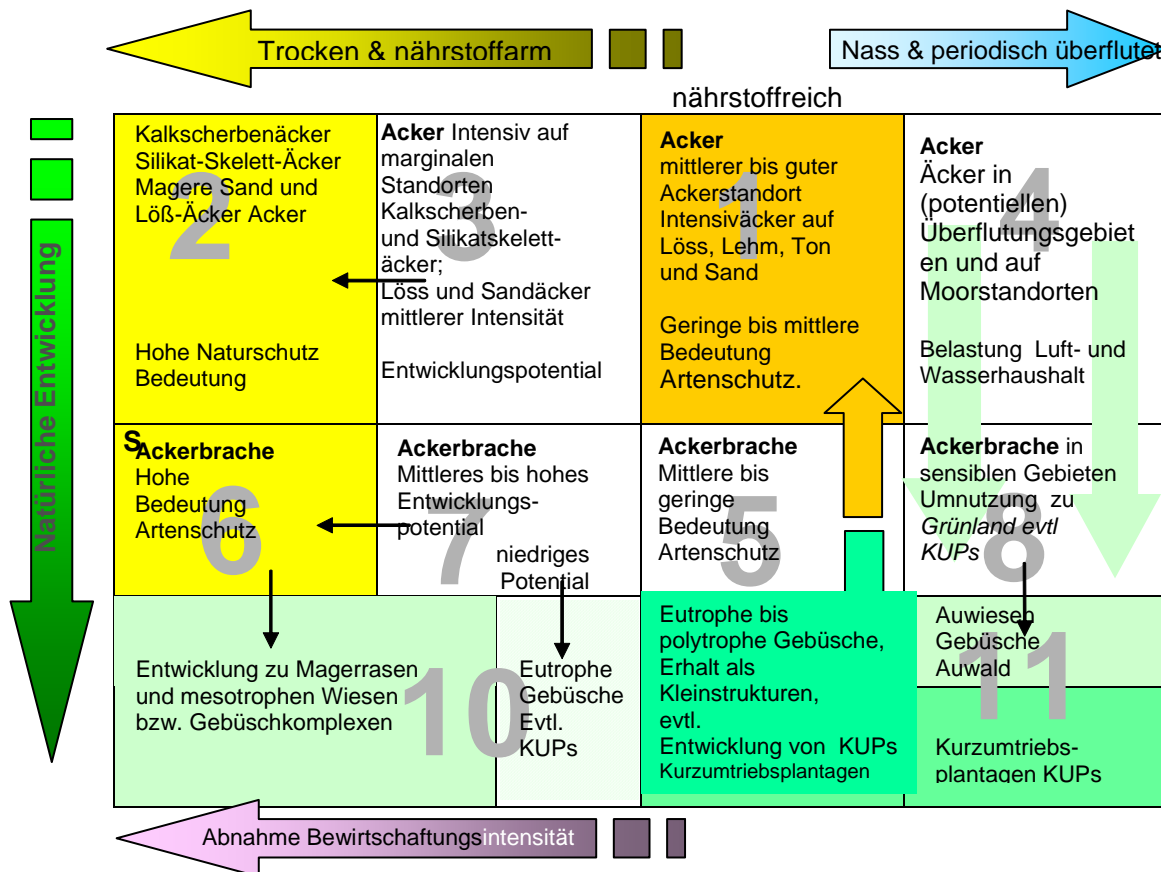 Trocken & nährstoffarm
Nass & periodisch überflutet
nährstoffreich
Natürliche Entwicklung
Kalkscherbenäcker
Silikat-Skelett-Äcker
Magere Sand und
Löß-Äcker Acker
2
Hohe Naturschutz
Bedeutung
Acker Intensiv auf
marginalen
Standorten
Kalkscherben-
und Silikatskelett-
äcker;
Löss und Sandäcker
mittlerer Intensität
3
Entwicklungspotential
Acker
mittlerer bis guter
Ackerstandort
Intensiväcker auf
Löss, Lehm, Ton
und Sand
1
Geringe bis mittlere
Bedeutung
Artenschutz.
Acker
Äcker in
(potentiellen)
Überflutungsgebiet
en und auf
Moorstandorten
4
Belastung Luft- und
Wasserhaushalt
S
Ackerbrache
Hohe
Bedeutung
Artenschutz
6
Ackerbrache
Mittleres bis hohes
Entwicklungs-
potential
7
niedriges
Potential
Ackerbrache
Mittlere bis
geringe
Bedeutung
Artenschutz
5
Ackerbrache in
sensiblen Gebieten
Umnutzung zu
Grünland evtl
KUPs
8
Entwicklung zu Magerrasen
und mesotrophen Wiesen
bzw. Gebüschkomplexen
10
Eutrophe
Gebüsche
Evtl.
KUPs
Eutrophe bis
polytrophe Gebüsche,
Erhalt als
Kleinstrukturen,
evtl.
Entwicklung von KUPs
Kurzumtriebsplantagen
Auwiesen
Gebüsche
Auwald
11
Kurzumtriebs-
plantagen KUPs
Abnahme Bewirtschaftungsintensität